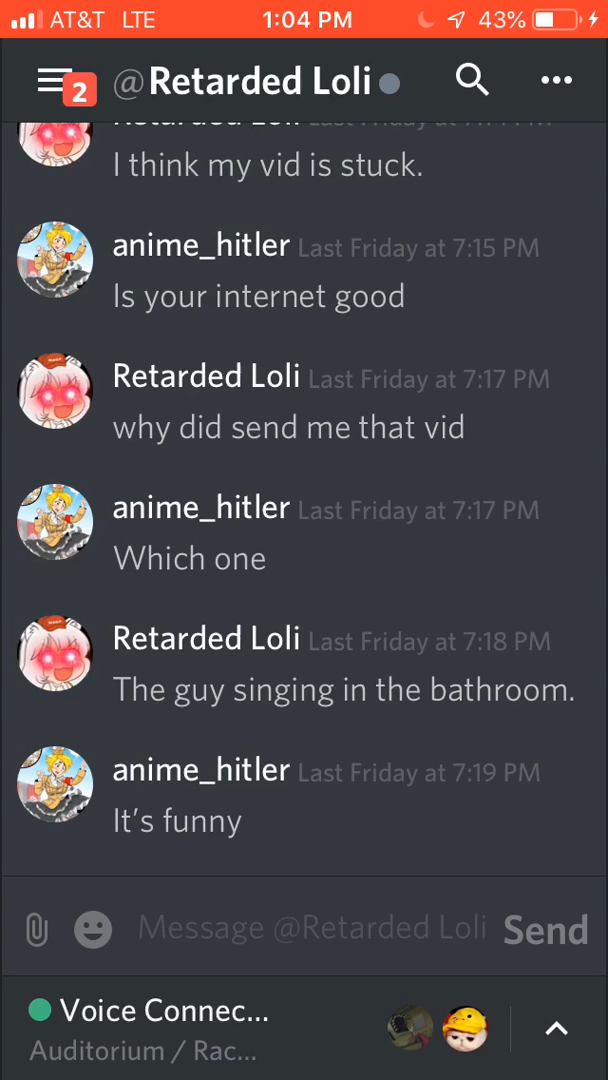 AT&T LTE 1:04 PM 43%
2 @Retarded Loli
I think my vid is stuck.
anime_hitler Last Friday at 7:15 PM
Is your internet good
Retarded Loli Last Friday at 7:17 PM
why did send me that vid
anime_hitler Last Friday at 7:17 PM
Which one
Retarded Loli Last Friday at 7:18 PM
The guy singing in the bathroom.
anime_hitler Last Friday at 7:19 PM
It's funny
Message @Retarded Loli Send
Voice Connec...
Auditorium / Rac...